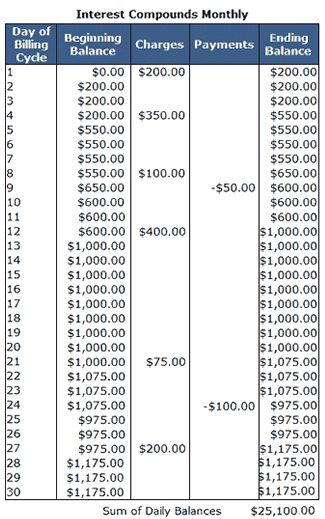 Interest Compounds Monthly
Day of Billing Cycle Beginning Balance Charges Payments Ending Balance
1 $0.00 $200.00 $200.00
2 $200.00 $200.00
3 $200.00 $200.00
4 $200.00 $350.00 $550.00
5 $550.00 $550.00
6 $550.00 $550.00
7 $550.00 $550.00
8 $550.00 $100.00 $650.00
9 $650.00 -$50.00 $600.00
10 $600.00 $600.00
11 $600.00 $600.00
12 $600.00 $400.00 $1,000.00
13 $1,000.00 $1,000.00
14 $1,000.00 $1,000.00
15 $1,000.00 $1,000.00
16 $1,000.00 $1,000.00
17 $1,000.00 $1,000.00
18 $1,000.00 $1,000.00
19 $1,000.00 $1,000.00
20 $1,000.00 $1,000.00
21 $1,000.00 $75.00 $1,075.00
22 $1,075.00 $1,075.00
23 $1,075.00 $1,075.00
24 $1,075.00 -$100.00 $975.00
25 $975.00 $975.00
26 $975.00 $975.00
27 $975.00 $200.00 $1,175.00
28 $1,175.00 $1,175.00
29 $1,175.00 $1,175.00
30 $1,175.00 $1,175.00
Sum of Daily Balances $25,100 00